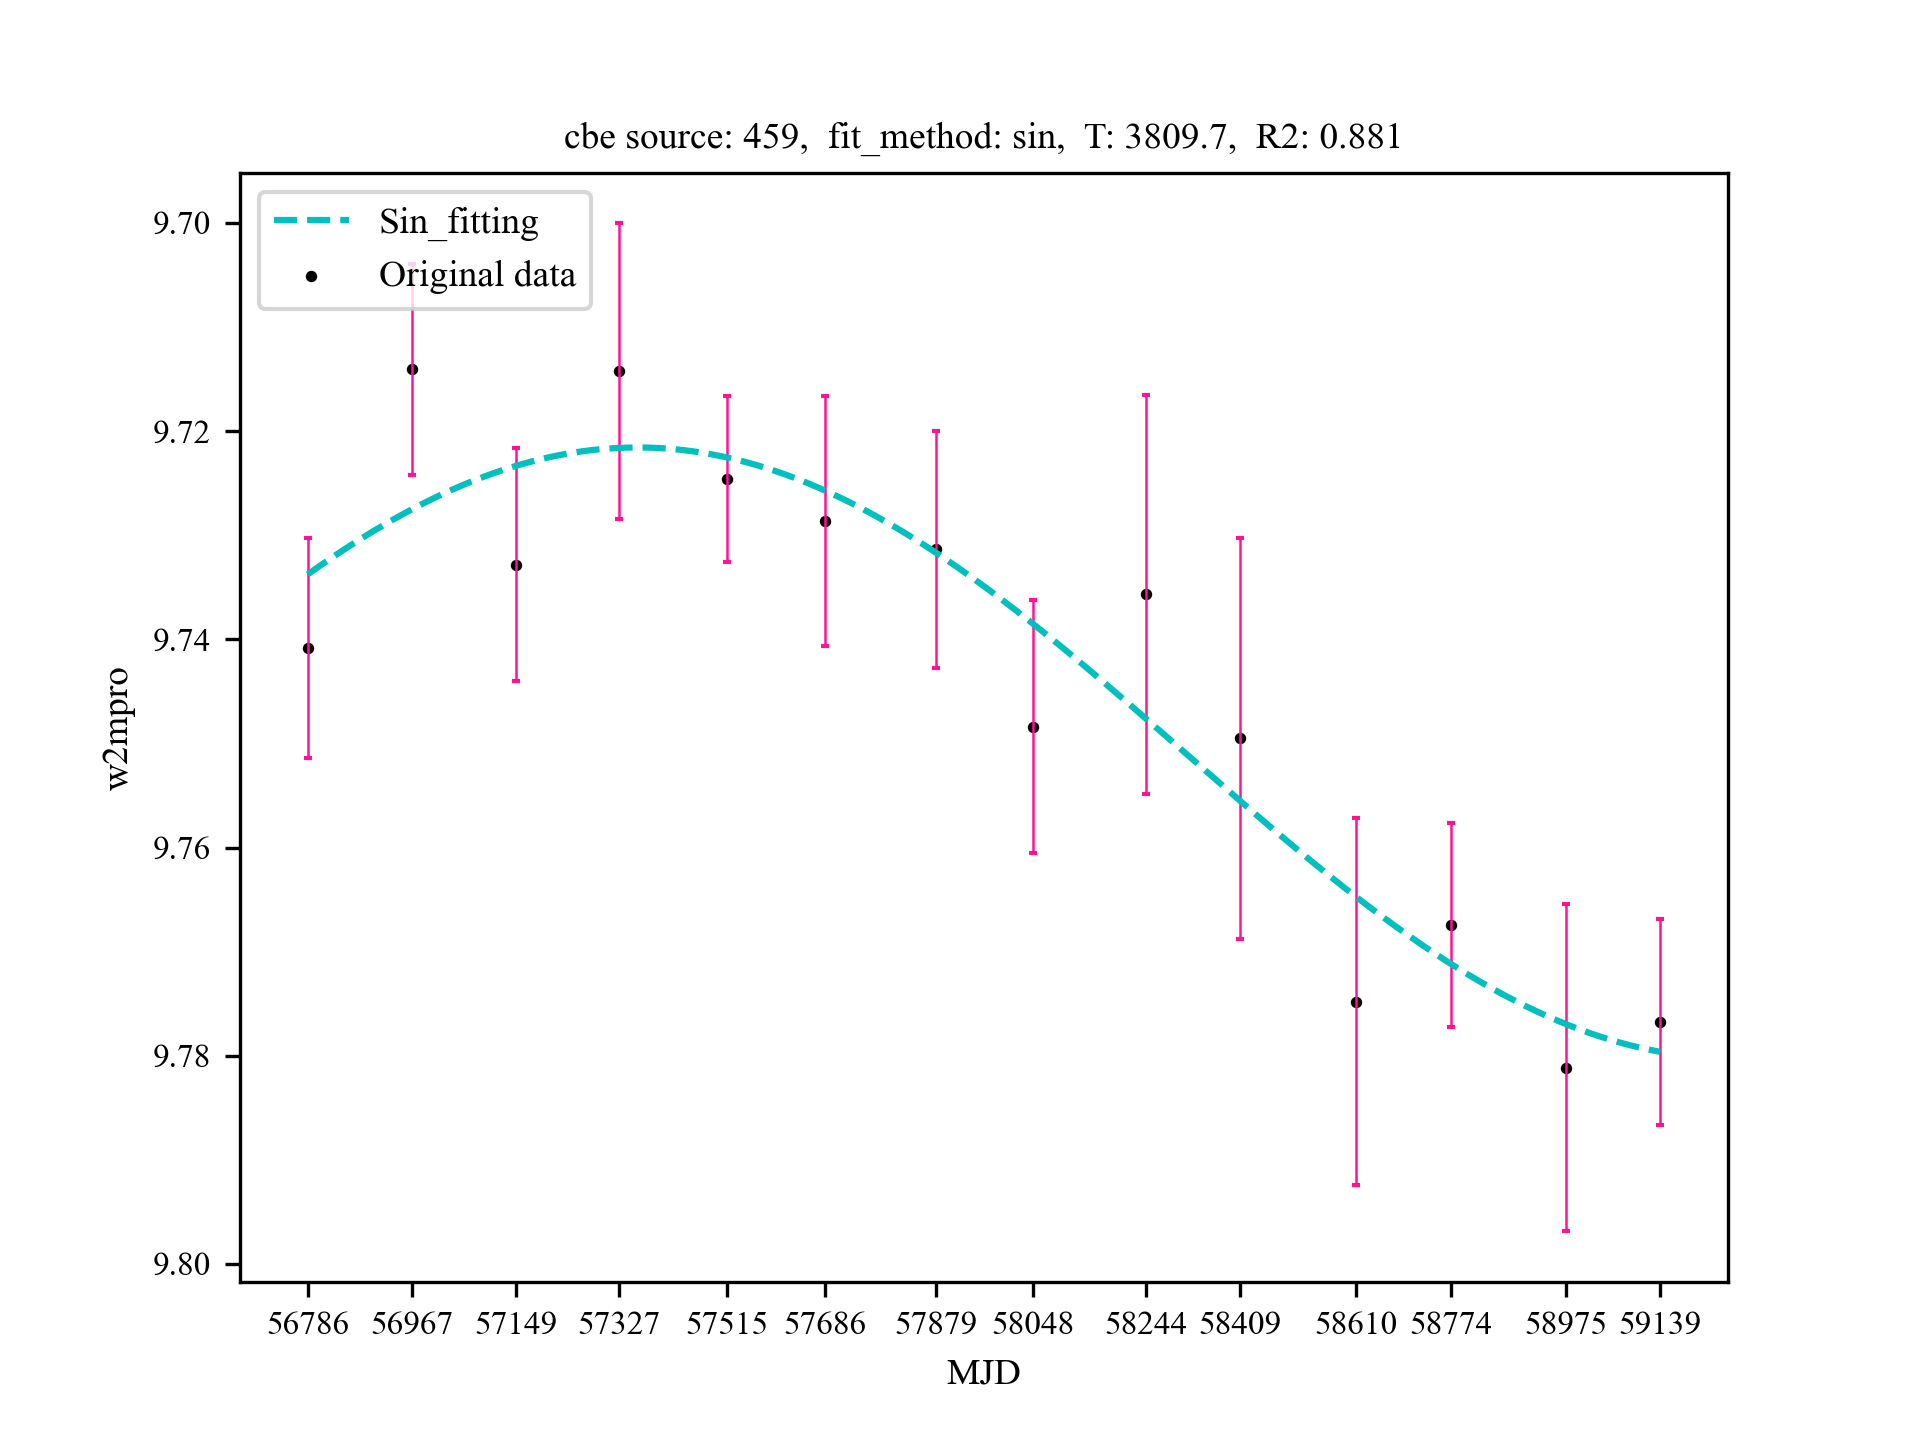 cbe source: 459,  fit_method: sin,  T: 3809.7,  R2: 0.881
Sin_fitting
Original data
9.70
9.72
9.74
9.76
9.78
9.80
w2mpro
56786 56967 57149 57327 57515 57686 57879 58048 58244 58409 58610 58774 58975 59139
MJD